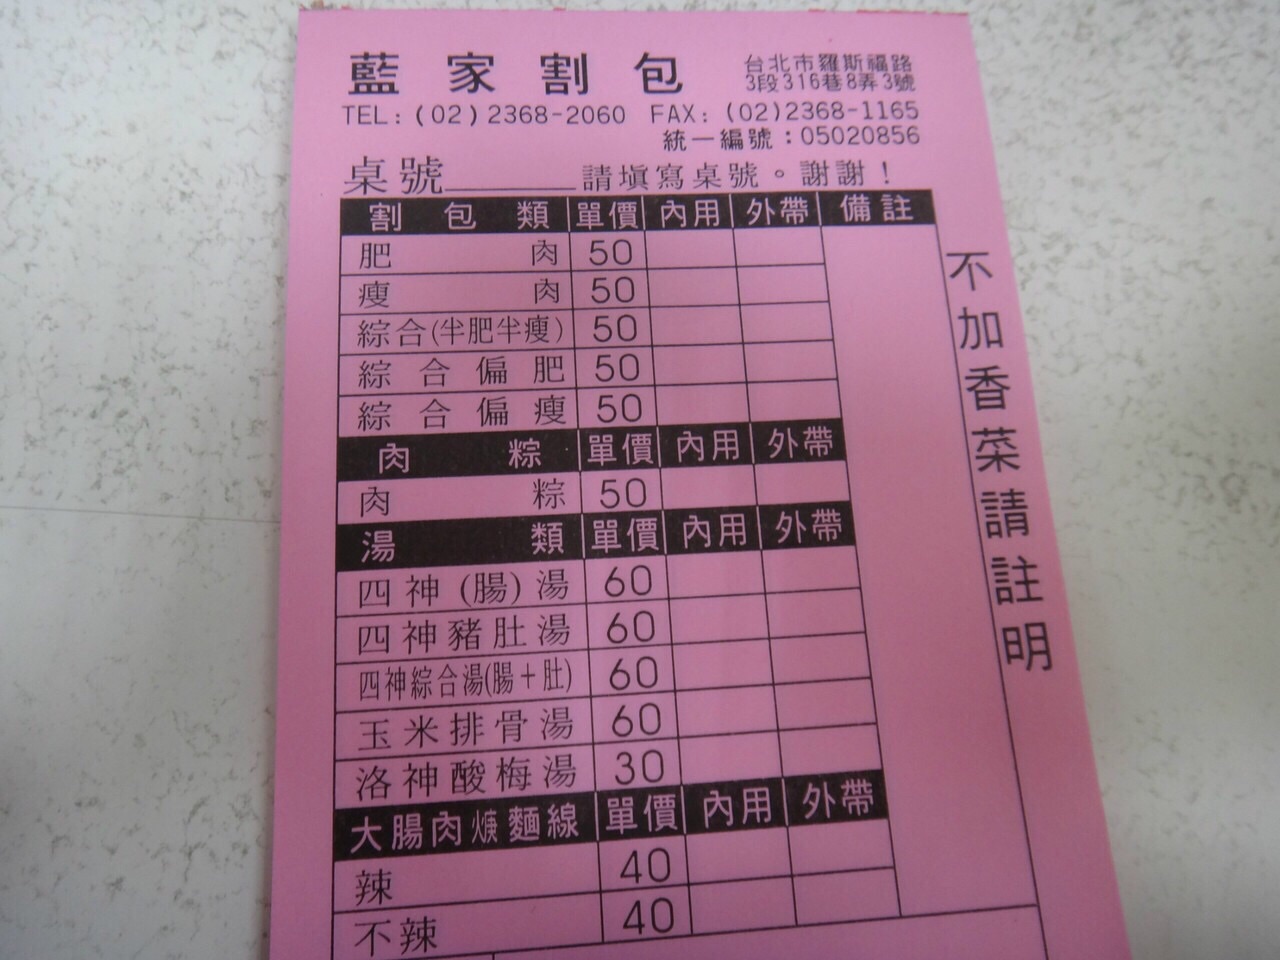 藍家割包
台北市羅斯福路
3段316巷8弄3號
TEL:(02)2368-2060 FAX:(02)2368-1165
統一編號:05020856
桌號______請填寫桌號。謝謝!
割包類 單價 內用 外帶 備註
肥肉 50
瘦肉 50
綜合(半肥半瘦) 50
綜合偏肥 50
綜合偏瘦 50
肉粽 單價 內用 外帶
肉粽 50
湯類 單價 內用 外帶
四神(腸)湯 60
四神豬肚湯 60
四神綜合湯(腸+肚) 60
玉米排骨湯 60
洛神酸梅湯 30
大腸肉焿麵線 單價 內用 外帶
辣 40
不辣 40
不加香菜請註明